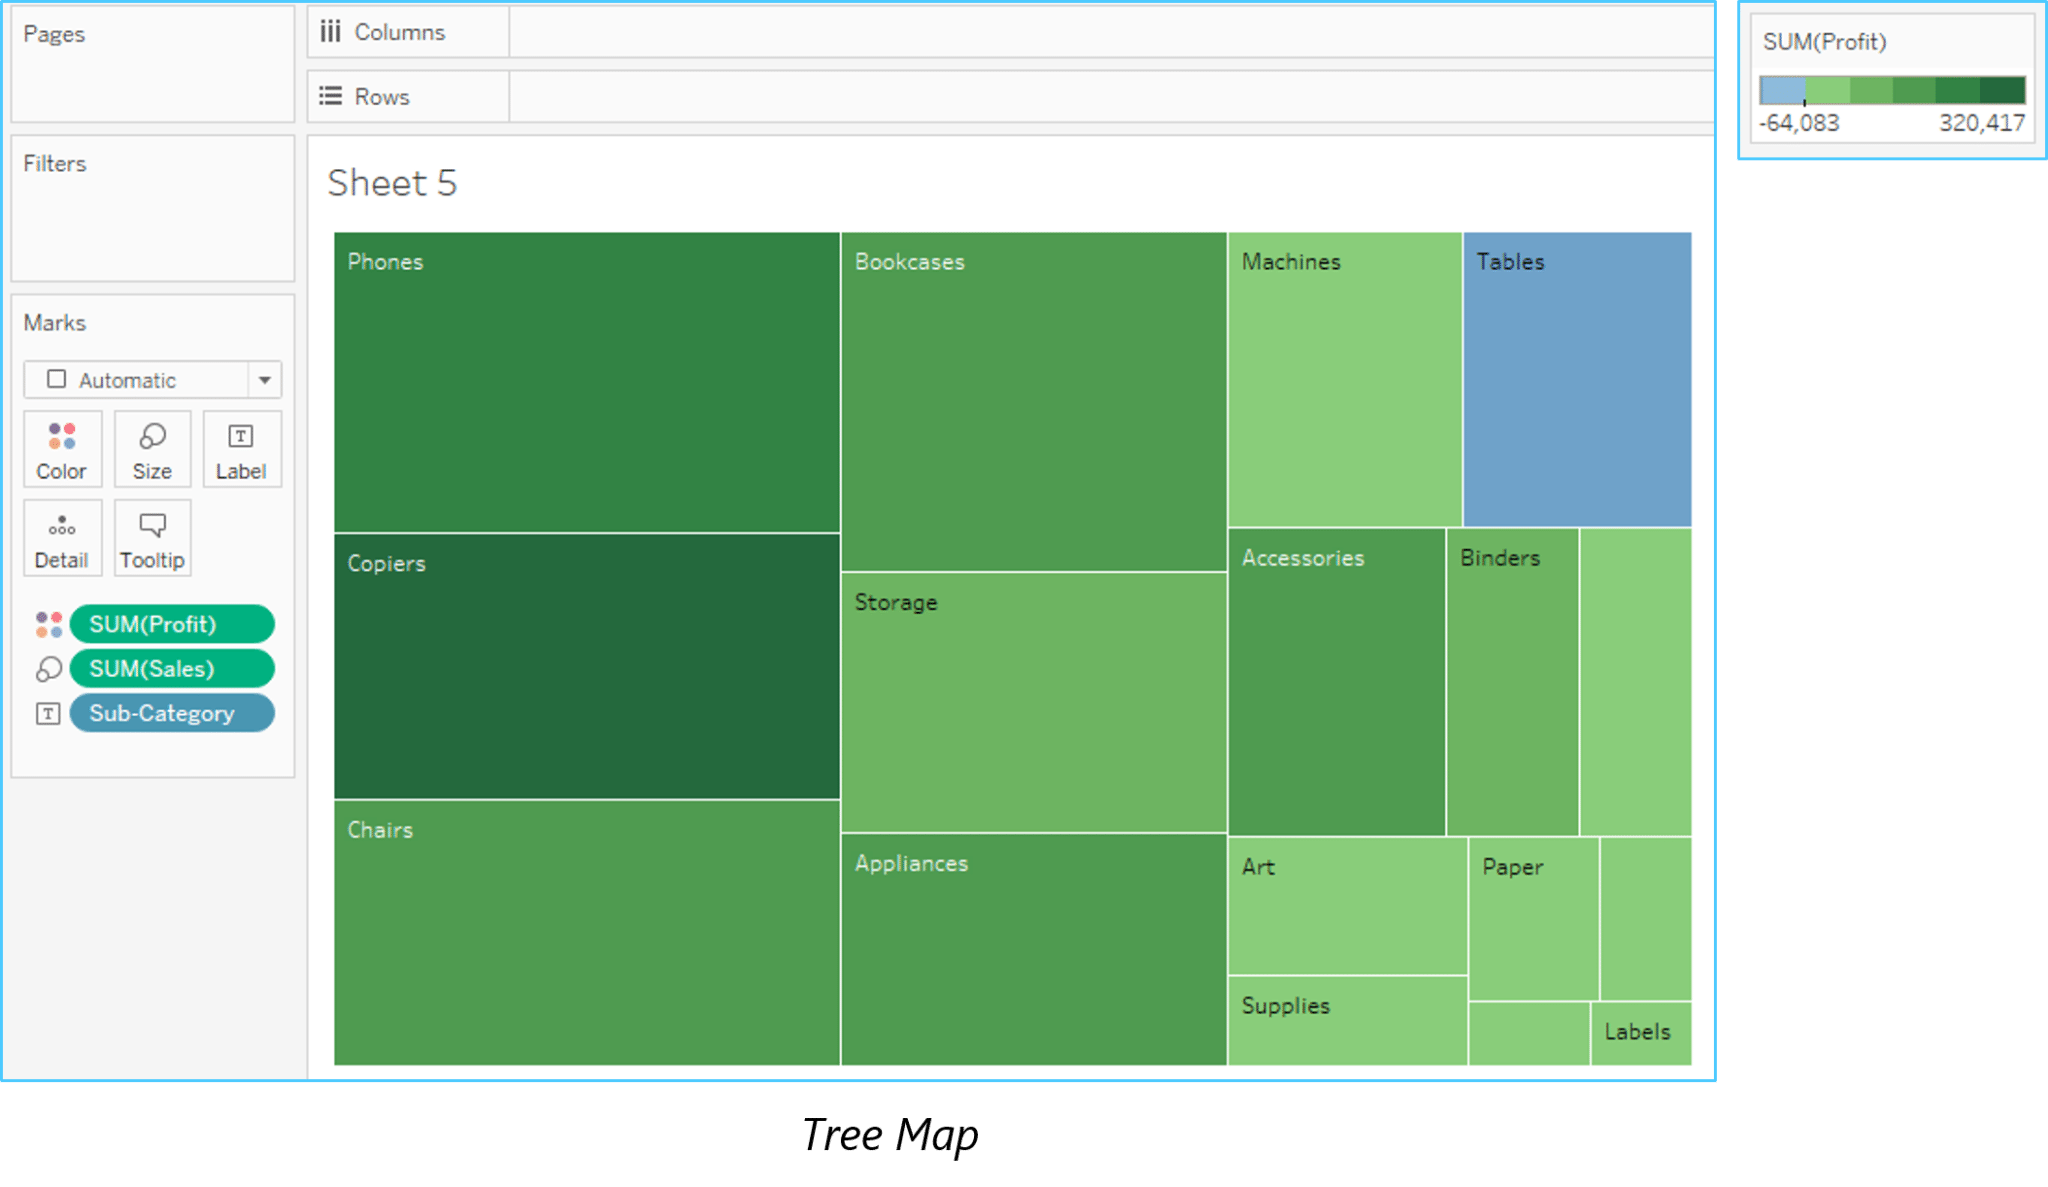 Pages
Columns
Rows
Filters
Marks
Automatic
Color
Size
Label
Detail
Tooltip
SUM(Profit)
SUM(Sales)
Sub-Category
Sheet 5
Phones
Bookcases
Machines
Tables
Copiers
Storage
Accessories
Binders
Chairs
Appliances
Art
Paper
Supplies
Labels
SUM(Profit)
-64,083 320,417
Tree Map